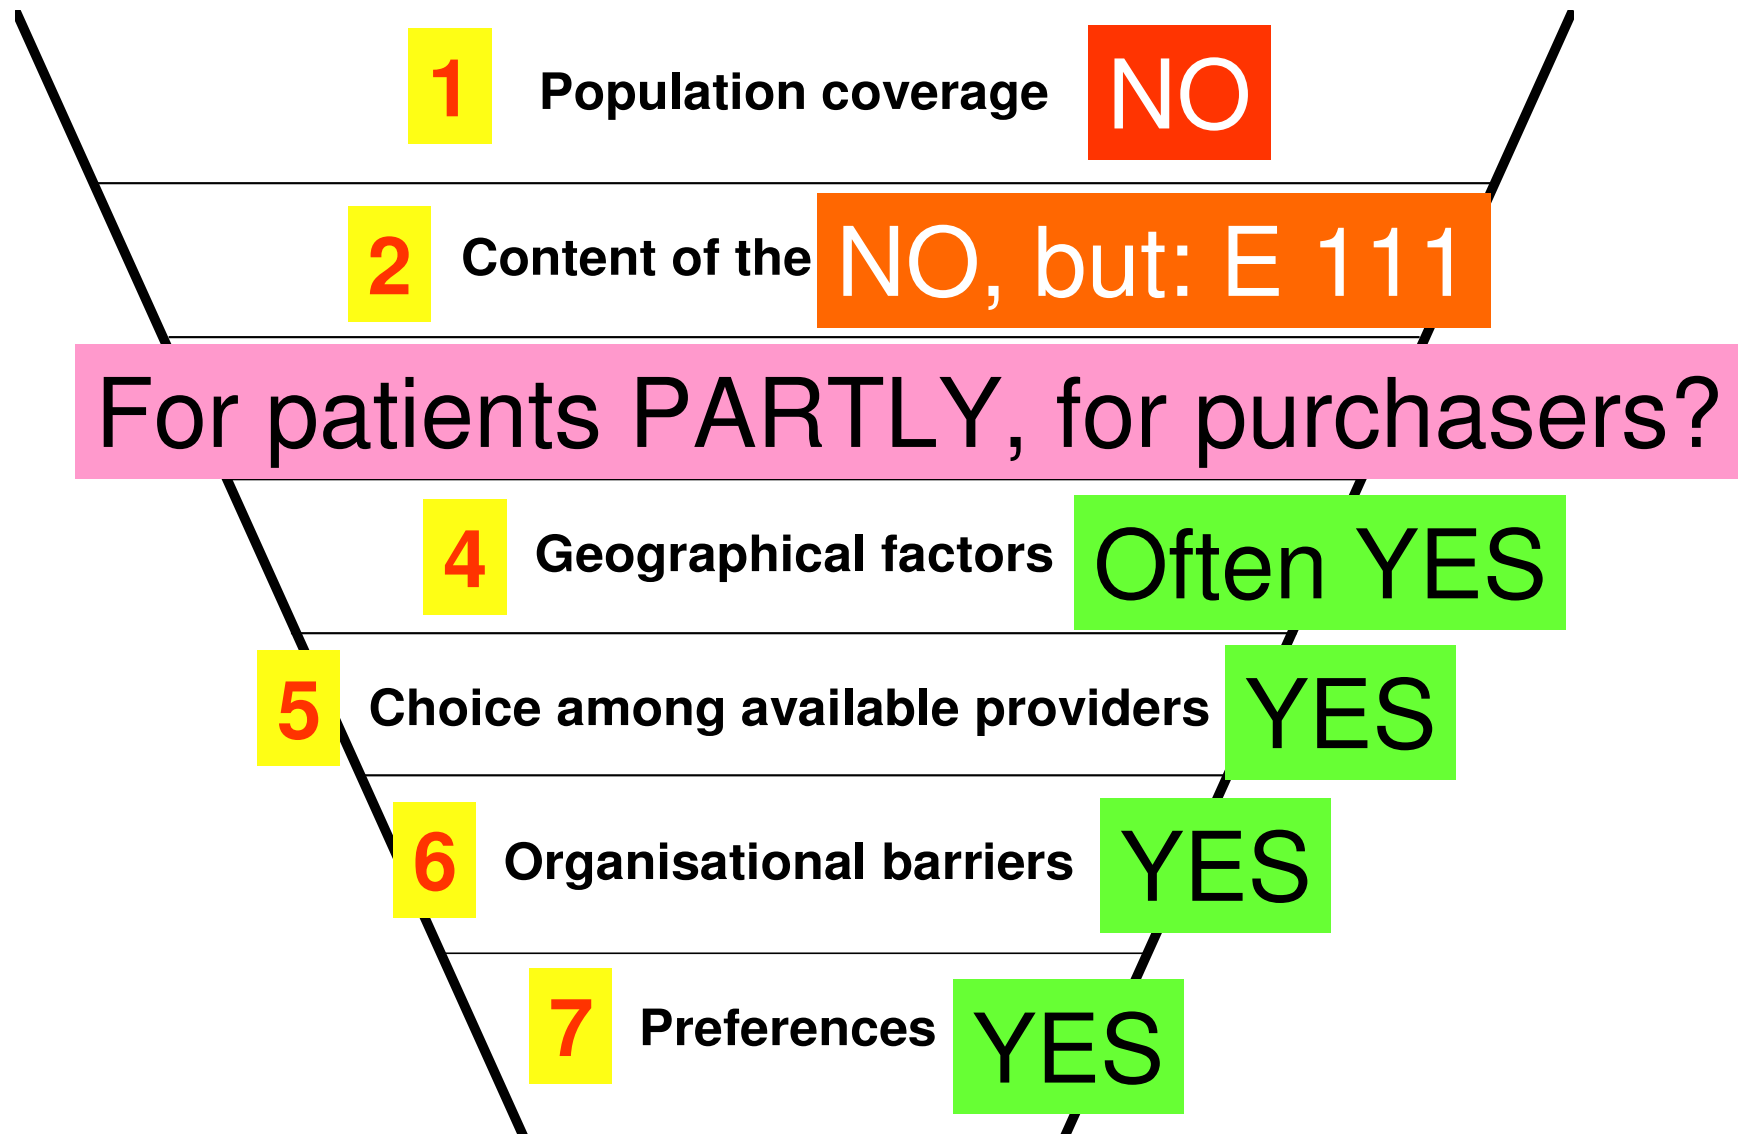 1 Population coverage NO
2 Content of the NO, but: E 111
For patients PARTLY, for purchasers?
4 Geographical factors Often YES
5 Choice among available providers YES
6 Organisational barriers YES
7 Preferences YES